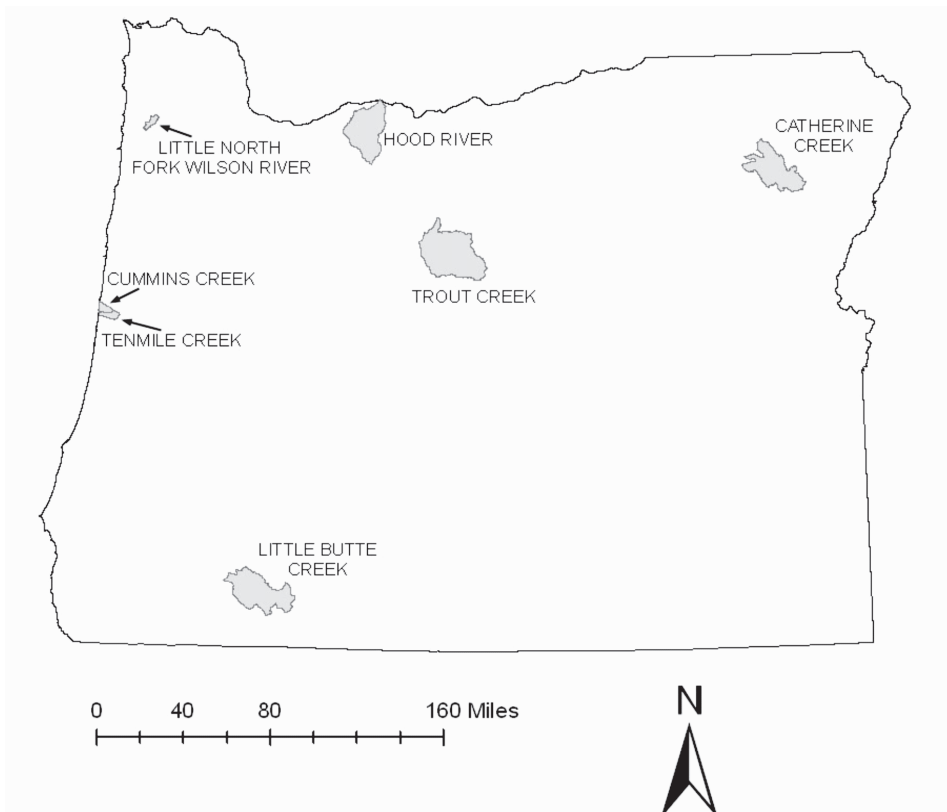 HOOD RIVER
CATHERINE
CREEK
LITTLE NORTH
FORK WILSON RIVER
CUMMINS CREEK
TROUT CREEK
TENMILE CREEK
LITTLE BUTTE
CREEK
0 40 80 160 Miles
N